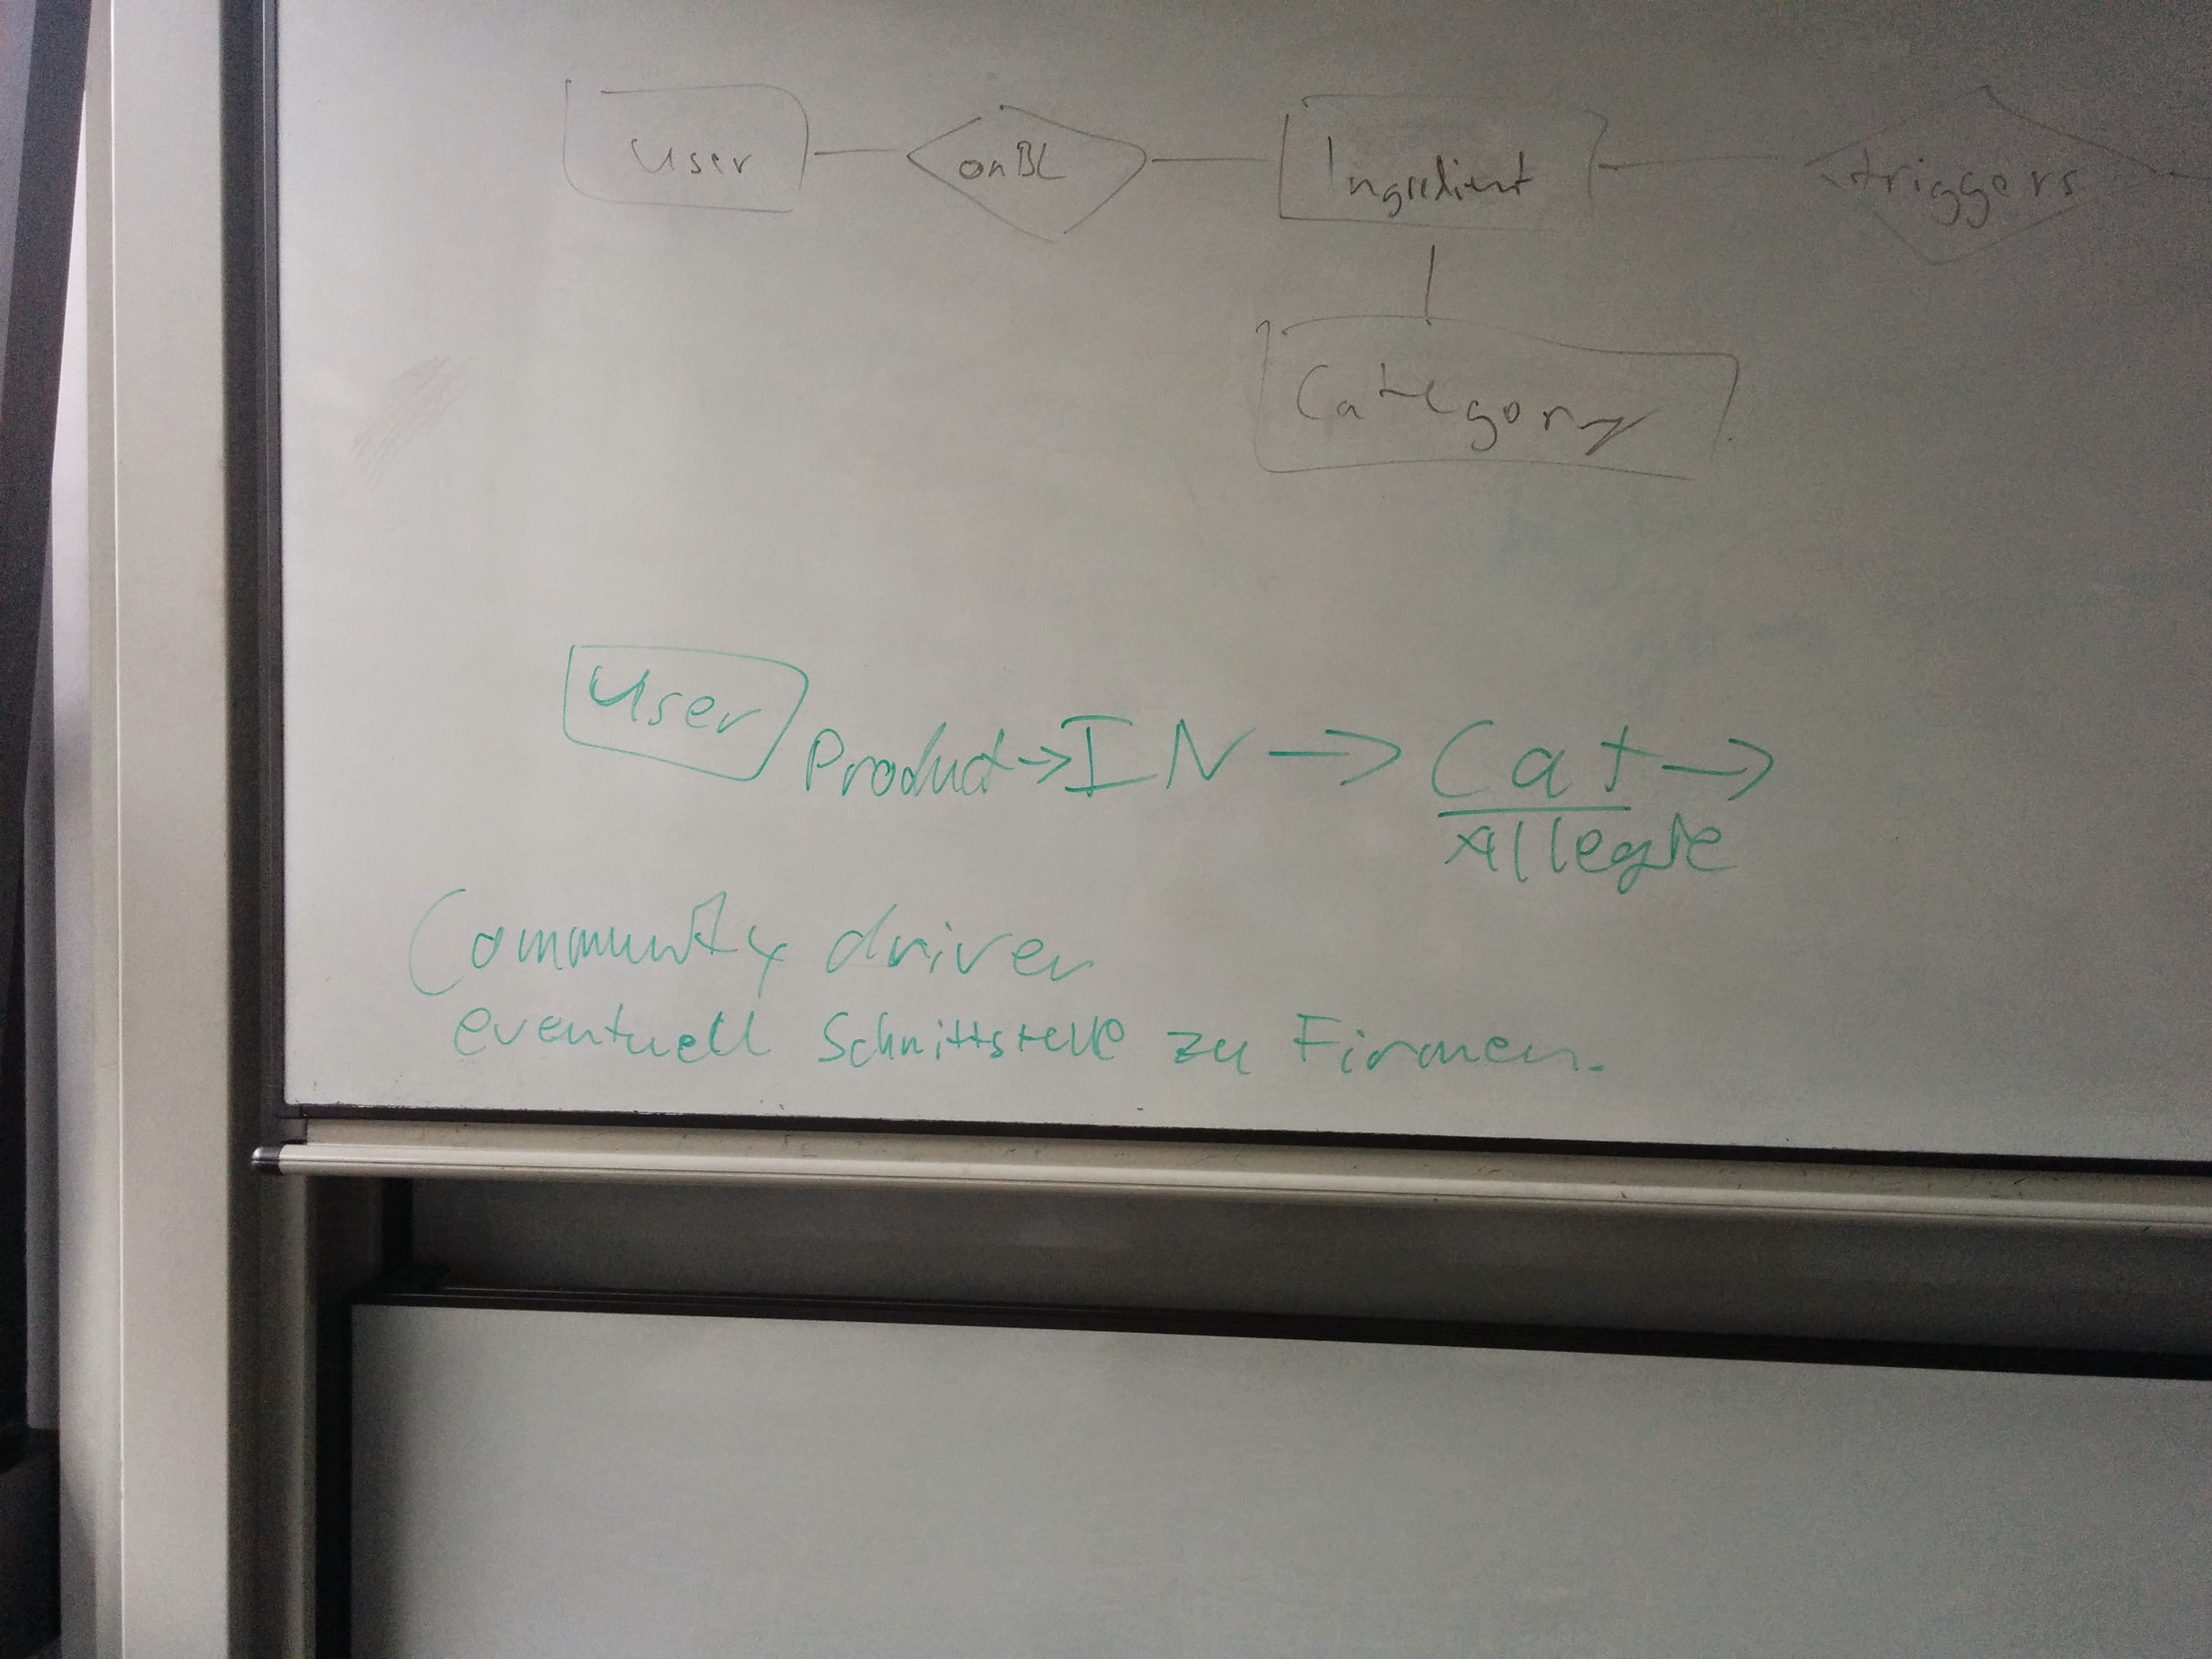 User onBL Ingredient triggers
Category
User
Product → IN → Cat →
Allergie
Community driven
eventuell Schnittstelle zu Firmen.